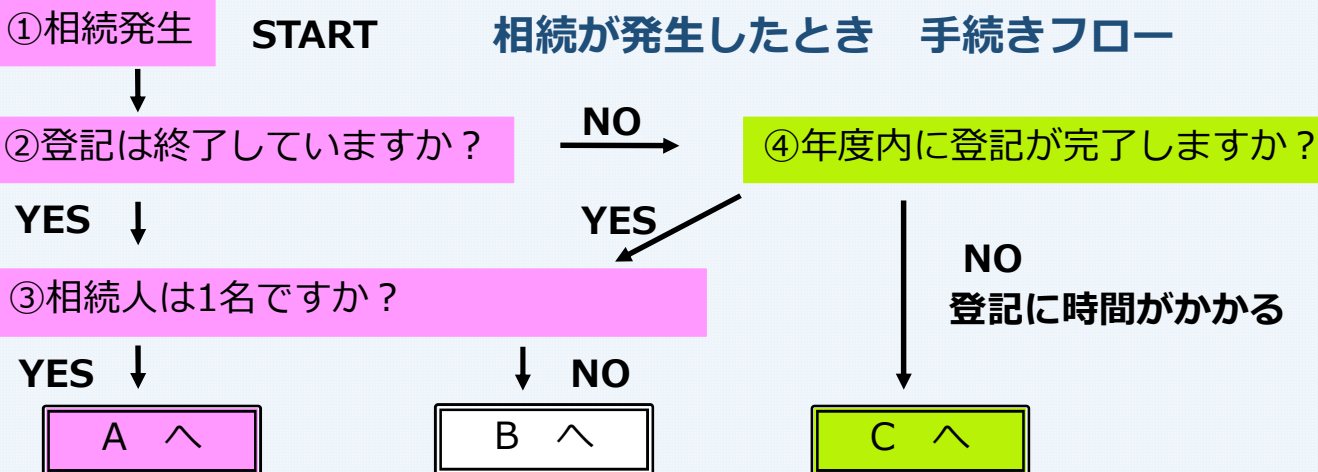 ①相続発生
START
相続が発生したとき　手続きフロー
②登記は終了していますか？
NO
④年度内に登記が完了しますか？
YES
YES
③相続人は1名ですか？
NO
登記に時間がかかる
YES
NO
A　へ
B　へ
C　へ